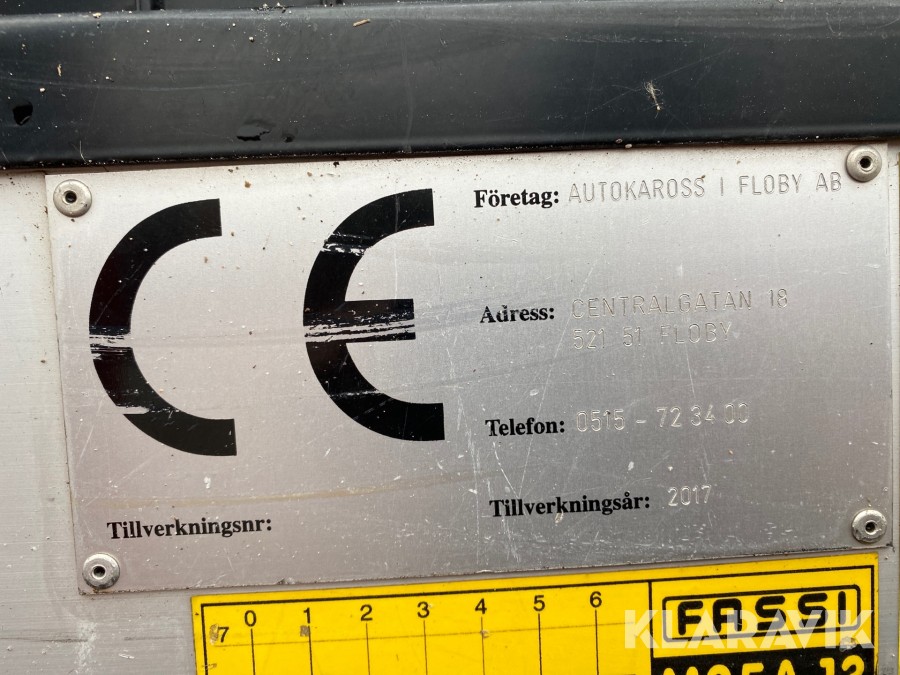 CE
Företag: AUTOKAROSS I FLOBY AB
Adress: CENTRALGATAN 18
521 51 FLOBY
Telefon: 0515 - 72 34 00
Tillverkningsnr:
Tillverkningsår: 2017
0 1 2 3 4 5 6
7
FASSI
KLARAVIK